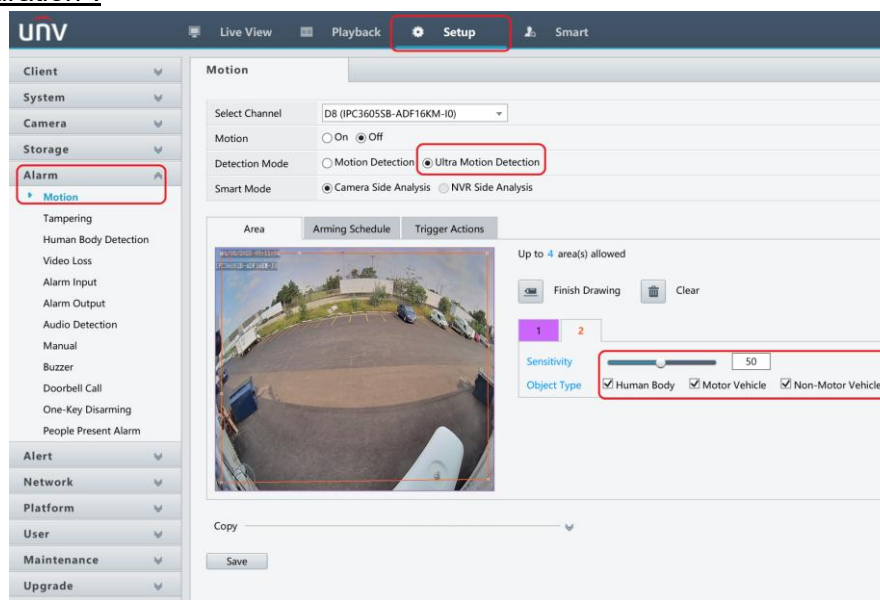 unv
Live View Playback Setup Smart
Client
System
Camera
Storage
Alarm
Motion
Tampering
Human Body Detection
Video Loss
Alarm Input
Alarm Output
Audio Detection
Manual
Buzzer
Doorbell Call
One-Key Disarming
People Present Alarm
Alert
Network
Platform
User
Maintenance
Upgrade
Motion
Select Channel D8 (IPC3605SB-ADF16KM-I0)
Motion On Off
Detection Mode Motion Detection Ultra Motion Detection
Smart Mode Camera Side Analysis NVR Side Analysis
Area Arming Schedule Trigger Actions
Up to 4 area(s) allowed
Finish Drawing Clear
1 2
Sensitivity 50
Object Type Human Body Motor Vehicle Non-Motor Vehicle
Copy
Save